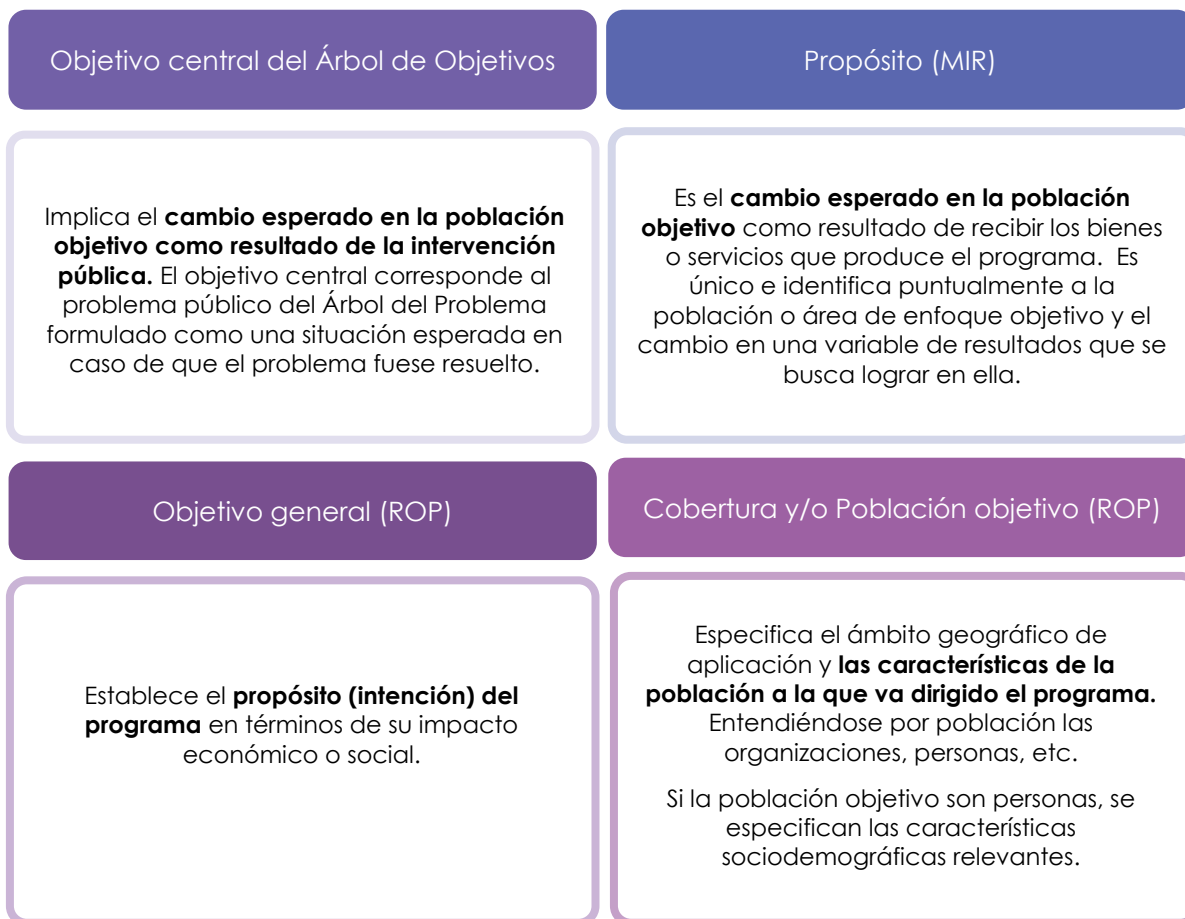 Objetivo central del Árbol de Objetivos
Propósito (MIR)
Implica el cambio esperado en la población
objetivo como resultado de la intervención
pública. El objetivo central corresponde al
problema público del Árbol del Problema
formulado como una situación esperada en
caso de que el problema fuese resuelto.
Es el cambio esperado en la población
objetivo como resultado de recibir los bienes
o servicios que produce el programa. Es
único e identifica puntualmente a la
población o área de enfoque objetivo y el
cambio en una variable de resultados que se
busca lograr en ella.
Objetivo general (ROP)
Cobertura y/o Población objetivo (ROP)
Establece el propósito (intención) del
programa en términos de su impacto
económico o social.
Especifica el ámbito geográfico de
aplicación y las características de la
población a la que va dirigido el programa.
Entendiéndose por población las
organizaciones, personas, etc.
Si la población objetivo son personas, se
especifican las características
sociodemográficas relevantes.